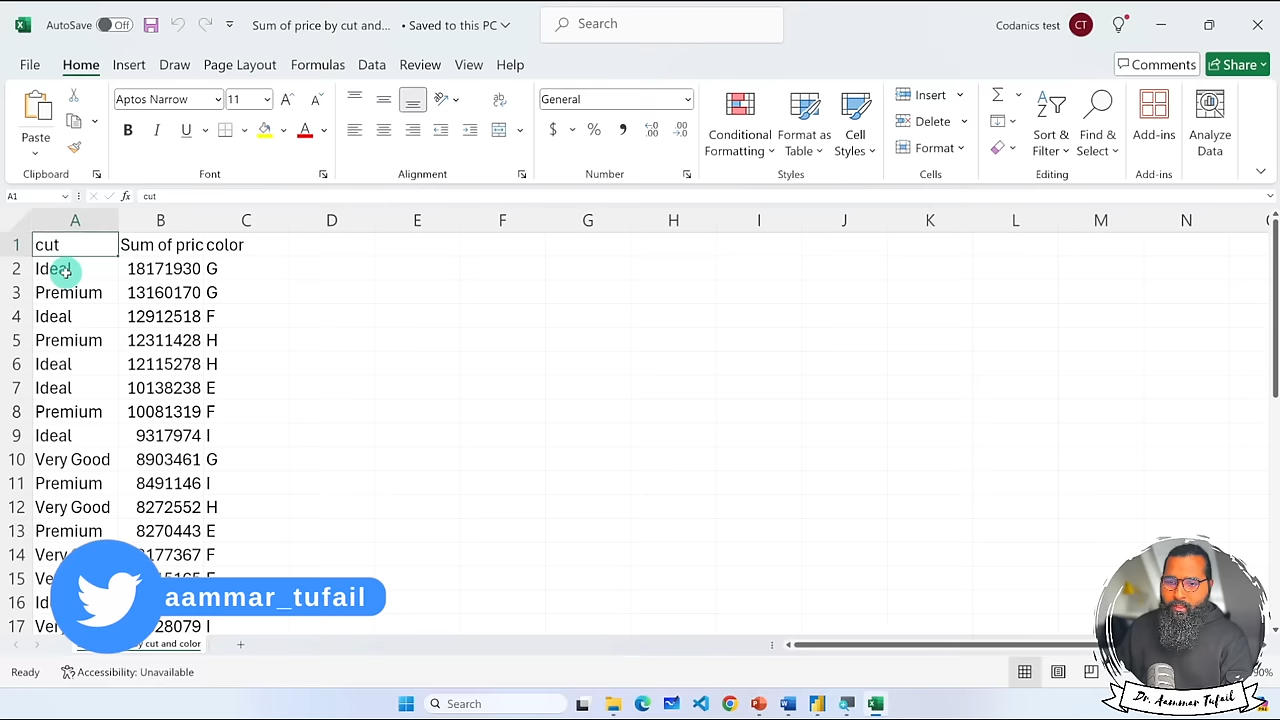 AutoSave Off Sum of price by cut and... • Saved to this PC Search Codanics test CT
File Home Insert Draw Page Layout Formulas Data Review View Help Comments Share
Paste Aptos Narrow 11 B I U A General $ % Conditional Formatting Format as Table Cell Styles Insert Delete Format Sort & Filter Find & Select Add-ins Analyze Data
Clipboard Font Alignment Number Styles Cells Editing Add-ins
A1 fx cut
A B C D E F G H I J K L M N
1 cut Sum of pric color
2 Ideal 18171930 G
3 Premium 13160170 G
4 Ideal 12912518 F
5 Premium 12311428 H
6 Ideal 12115278 H
7 Ideal 10138238 E
8 Premium 10081319 F
9 Ideal 9317974 I
10 Very Good 8903461 G
11 Premium 8491146 I
12 Very Good 8272552 H
13 Premium 8270443 E
14 177367 F
15
16
17 28079 I
aammar_tufail
cut and color
Ready Accessibility: Unavailable
Search
Dr. Aammar Tufail